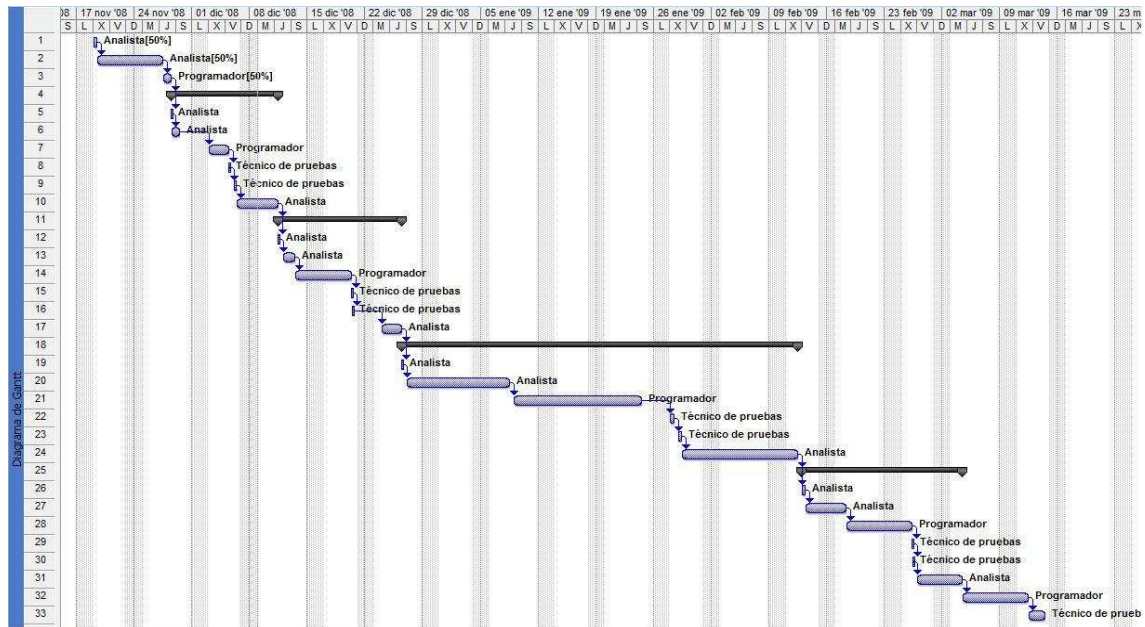 08 17 nov '08 24 nov '08 01 dic '08 08 dic '08 15 dic '08 22 dic '08 29 dic '08 05 ene '09 12 ene '09 19 ene '09 26 ene '09 02 feb '09 09 feb '09 16 feb '09 23 feb '09 02 mar '09 09 mar '09 16 mar '09 23 m
S L X V D M J S L X V D M J S L X V D M J S L X V D M J S L X V D M J S L X V D M J S L X V D M J S L X V D M J S L X V D M J S L X
Diagrama de Gantt
1 Analista[50%]
2 Analista[50%]
3 Programador[50%]
4
5 Analista
6 Analista
7 Programador
8 Técnico de pruebas
9 Técnico de pruebas
10 Analista
11
12 Analista
13 Analista
14 Programador
15 Técnico de pruebas
16 Técnico de pruebas
17 Analista
18
19 Analista
20 Analista
21 Programador
22 Técnico de pruebas
23 Técnico de pruebas
24 Analista
25
26 Analista
27 Analista
28 Programador
29 Técnico de pruebas
30 Técnico de pruebas
31 Analista
32 Programador
33 Técnico de prueb